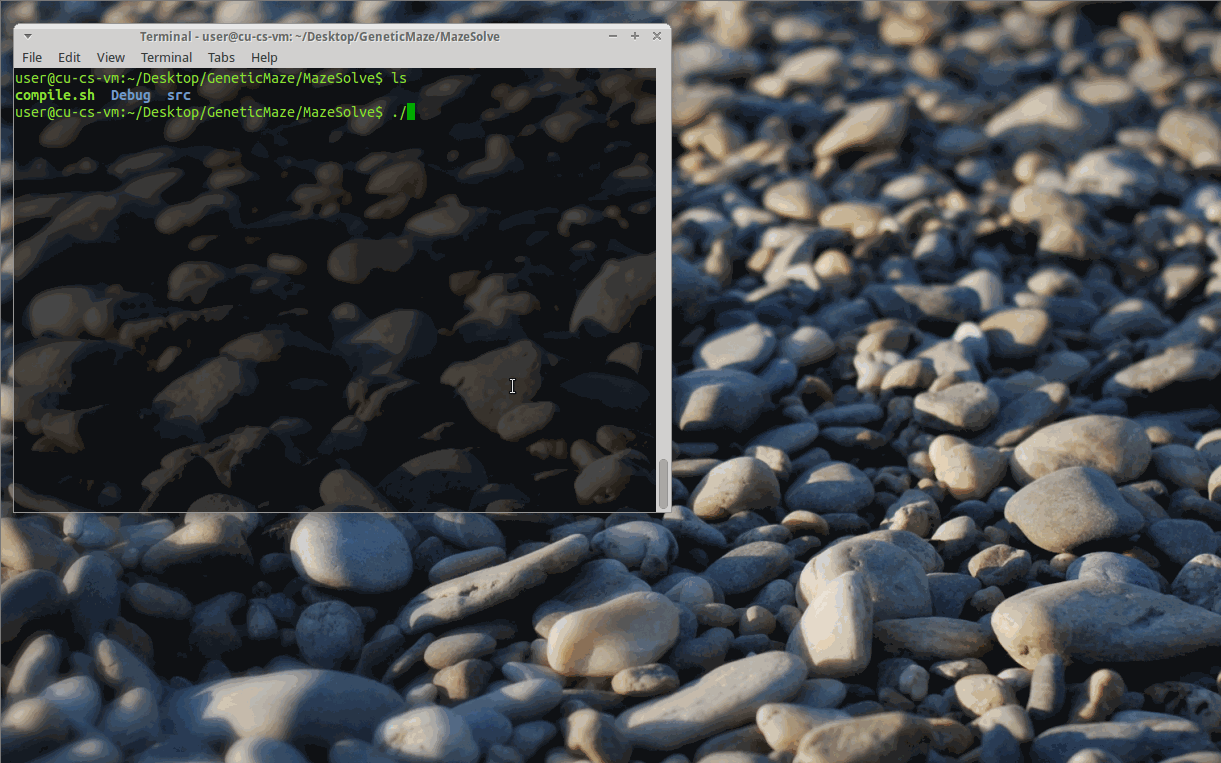 Terminal - user@cu-cs-vm: ~/Desktop/GeneticMaze/MazeSolve
File Edit View Terminal Tabs Help
user@cu-cs-vm:~/Desktop/GeneticMaze/MazeSolve$ ls
compile.sh Debug src
user@cu-cs-vm:~/Desktop/GeneticMaze/MazeSolve$ ./